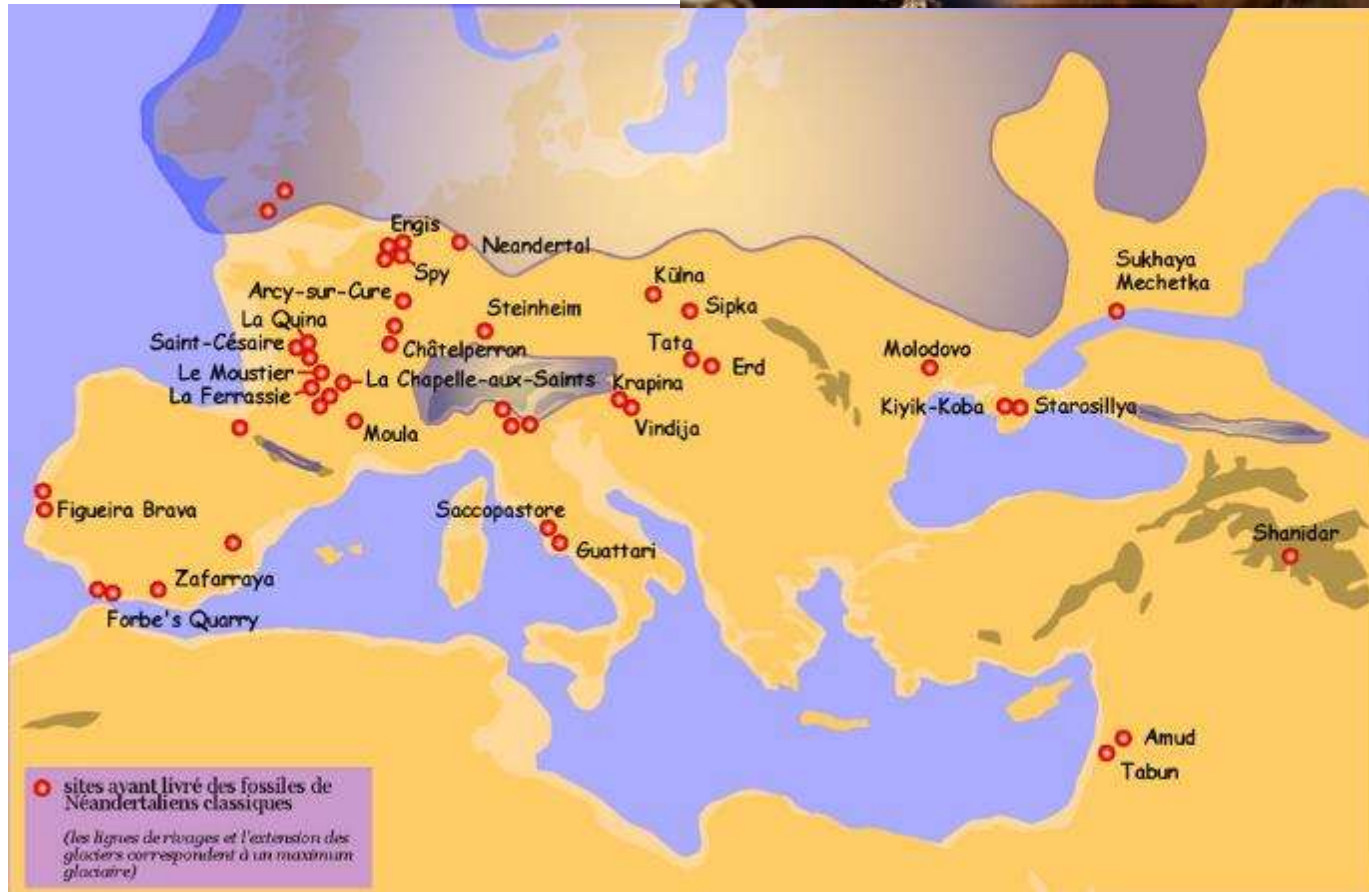 Engis
Neandertal
Spy
Sukhaya
Mechetka
Külna
Arcy-sur-Cure
Sipka
Steinheim
La Quina
Saint-Césaire
Châtelperron
Tata
Erd
Molodovo
Le Moustier
La Chapelle-aux-Saints
La Ferrassie
Krapina
Kiyik-Koba
Starosillya
Vindija
Moula
Figueira Brava
Saccopastore
Guattari
Shanidar
Zafarraya
Forbe's Quarry
Amud
Tabun
sites ayant livré des fossiles de
Néandertaliens classiques
(les lignes de rivages et l'extension des
glaciers correspondent à un maximum
glaciaire)